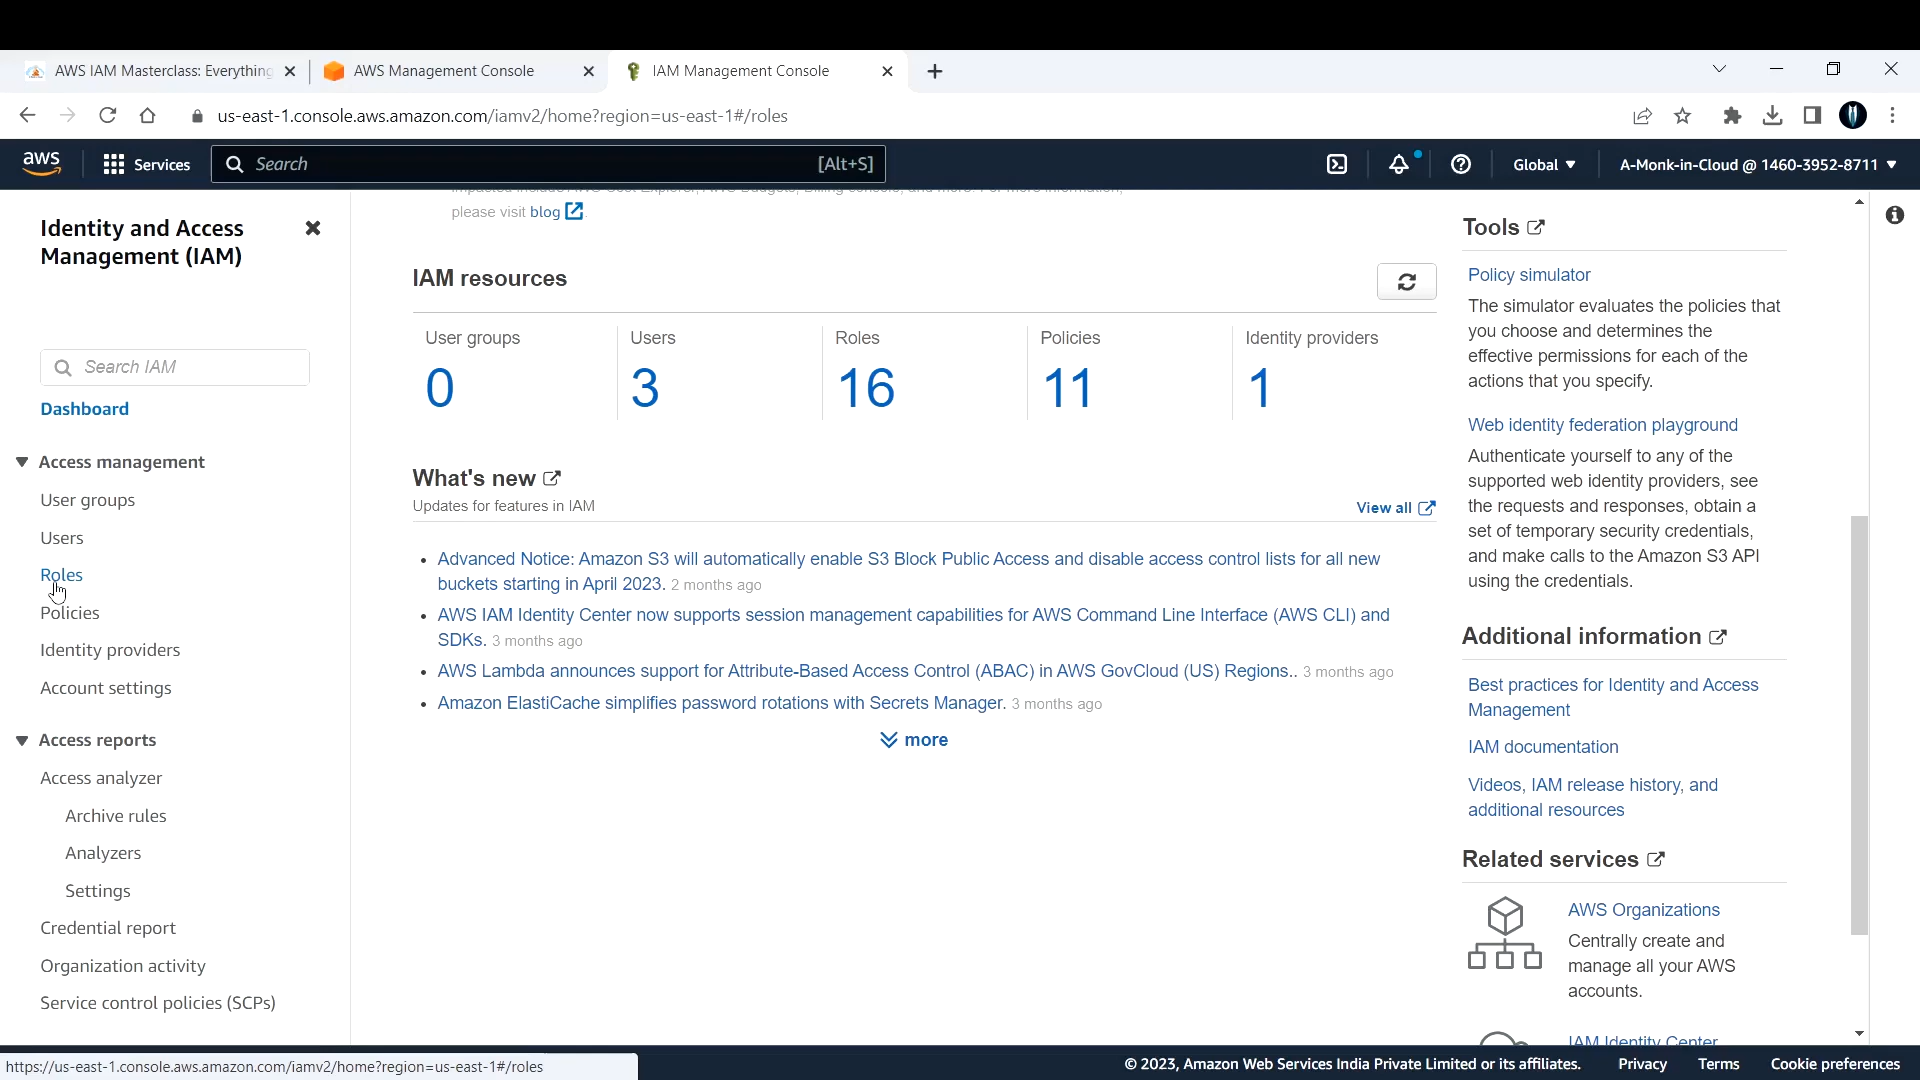 AWS IAM Masterclass: Everything
AWS Management Console
IAM Management Console
us-east-1.console.aws.amazon.com/iamv2/home?region=us-east-1#/roles
aws
Services
Search
[Alt+S]
Global
A-Monk-in-Cloud @ 1460-3952-8711
Identity and Access
Management (IAM)
Search IAM
Dashboard
Access management
User groups
Users
Roles
Policies
Identity providers
Account settings
Access reports
Access analyzer
Archive rules
Analyzers
Settings
Credential report
Organization activity
Service control policies (SCPs)
please visit blog
IAM resources
User groups
0
Users
3
Roles
16
Policies
11
Identity providers
1
What's new
Updates for features in IAM
View all
• Advanced Notice: Amazon S3 will automatically enable S3 Block Public Access and disable access control lists for all new
buckets starting in April 2023. 2 months ago
• AWS IAM Identity Center now supports session management capabilities for AWS Command Line Interface (AWS CLI) and
SDKs. 3 months ago
• AWS Lambda announces support for Attribute-Based Access Control (ABAC) in AWS GovCloud (US) Regions.. 3 months ago
• Amazon ElastiCache simplifies password rotations with Secrets Manager. 3 months ago
more
Tools
Policy simulator
The simulator evaluates the policies that
you choose and determines the
effective permissions for each of the
actions that you specify.
Web identity federation playground
Authenticate yourself to any of the
supported web identity providers, see
the requests and responses, obtain a
set of temporary security credentials,
and make calls to the Amazon S3 API
using the credentials.
Additional information
Best practices for Identity and Access
Management
IAM documentation
Videos, IAM release history, and
additional resources
Related services
AWS Organizations
Centrally create and
manage all your AWS
accounts.
IAM Identity Center
https://us-east-1.console.aws.amazon.com/iamv2/home?region=us-east-1#/roles
© 2023, Amazon Web Services India Private Limited or its affiliates.
Privacy
Terms
Cookie preferences